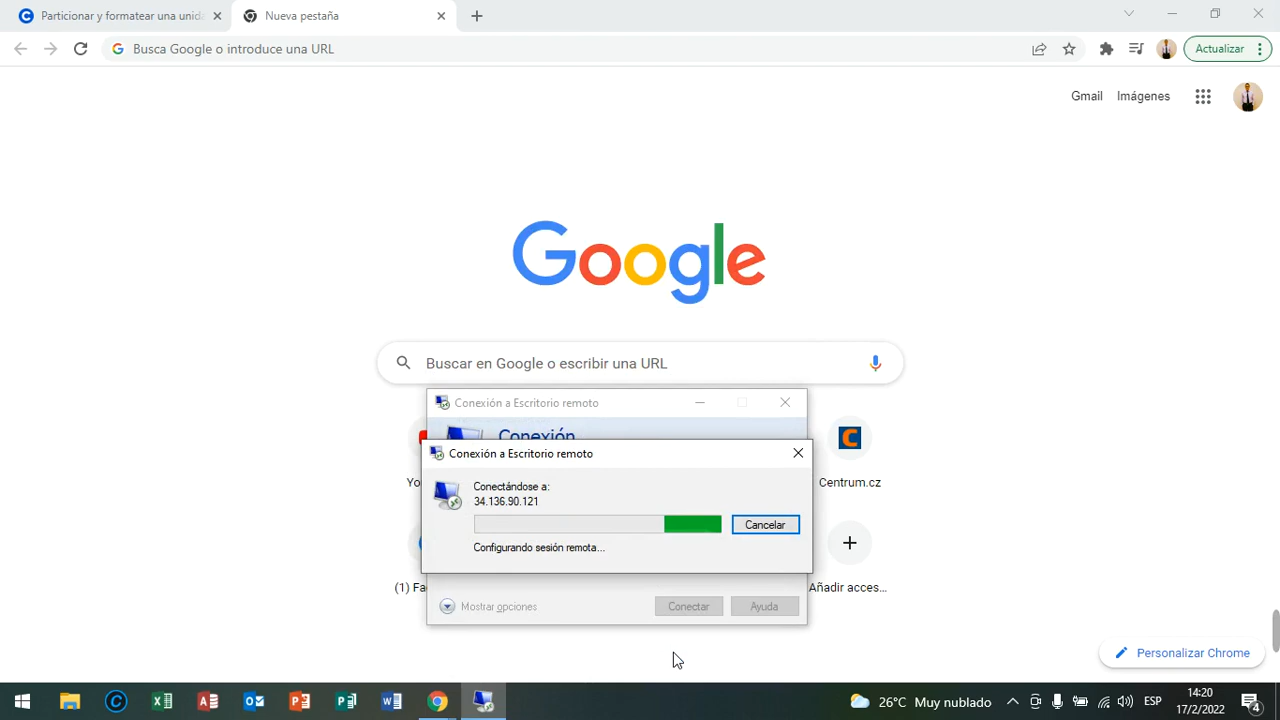 Particionar y formatear una unida
Nueva pestaña
Busca Google o introduce una URL
Actualizar
Gmail
Imágenes
Google
Buscar en Google o escribir una URL
Conexión a Escritorio remoto
Conexión
Conexión a Escritorio remoto
Conectándose a:
34.136.90.121
Cancelar
Configurando sesión remota...
Yo
Centrum.cz
(1) Fa
Añadir acces...
Mostrar opciones
Conectar
Ayuda
Personalizar Chrome
26°C Muy nublado
ESP
14:20
17/2/2022
4